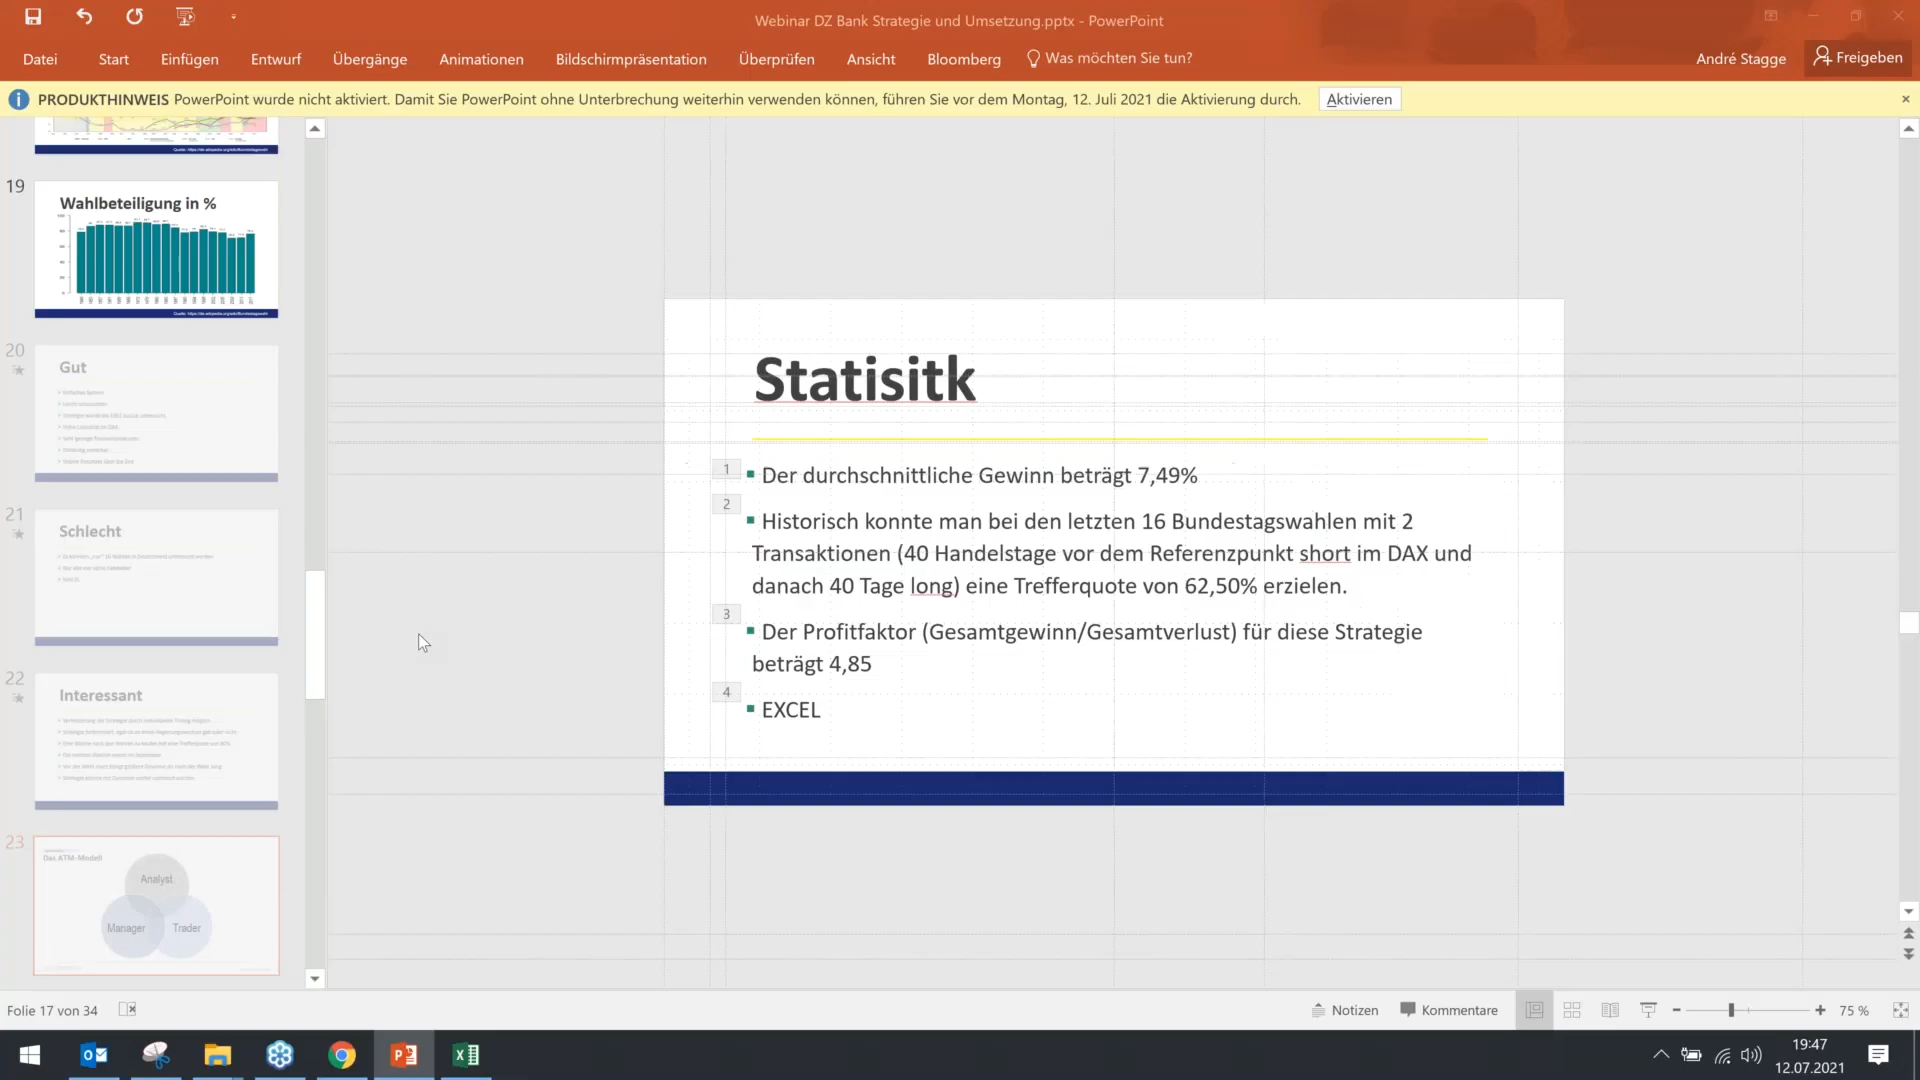 Webinar DZ Bank Strategie und Umsetzung.pptx - PowerPoint
Datei Start Einfügen Entwurf Übergänge Animationen Bildschirmpräsentation Überprüfen Ansicht Bloomberg Was möchten Sie tun? André Stagge Freigeben
PRODUKTHINWEIS PowerPoint wurde nicht aktiviert. Damit Sie PowerPoint ohne Unterbrechung weiterhin verwenden können, führen Sie vor dem Montag, 12. Juli 2021 die Aktivierung durch. Aktivieren
19
Wahlbeteiligung in %
20
Gut
21
Schlecht
22
Interessant
23
Das ATM-Modell
Analyst
Manager Trader
Statisitk
1
Der durchschnittliche Gewinn beträgt 7,49%
2
Historisch konnte man bei den letzten 16 Bundestagswahlen mit 2
Transaktionen (40 Handelstage vor dem Referenzpunkt short im DAX und
danach 40 Tage long) eine Trefferquote von 62,50% erzielen.
3
Der Profitfaktor (Gesamtgewinn/Gesamtverlust) für diese Strategie
beträgt 4,85
4
EXCEL
Folie 17 von 34
Notizen Kommentare 75 %
19:47
12.07.2021